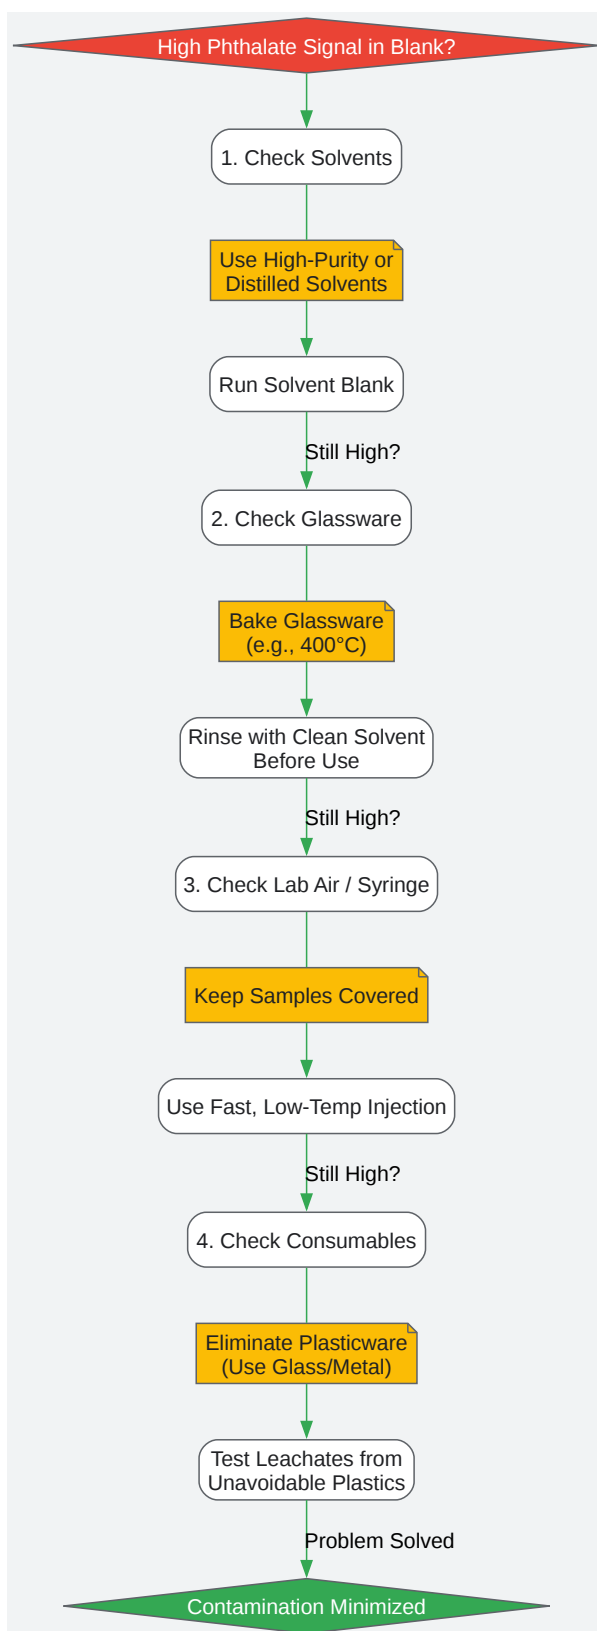 High Phthalate Signal in Blank?
1. Check Solvents
Use High-Purity or
Distilled Solvents
Run Solvent Blank
Still High?
2. Check Glassware
Bake Glassware
(e.g., 400°C)
Rinse with Clean Solvent
Before Use
Still High?
3. Check Lab Air / Syringe
Keep Samples Covered
Use Fast, Low-Temp Injection
Still High?
4. Check Consumables
Eliminate Plasticware
(Use Glass/Metal)
Test Leachates from
Unavoidable Plastics
Problem Solved
Contamination Minimized